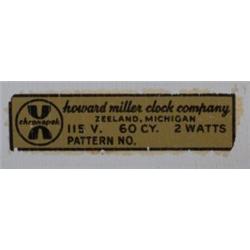 chronopak
howard miller clock company
ZEELAND, MICHIGAN
115 V. 60 CY. 2 WATTS
PATTERN NO.